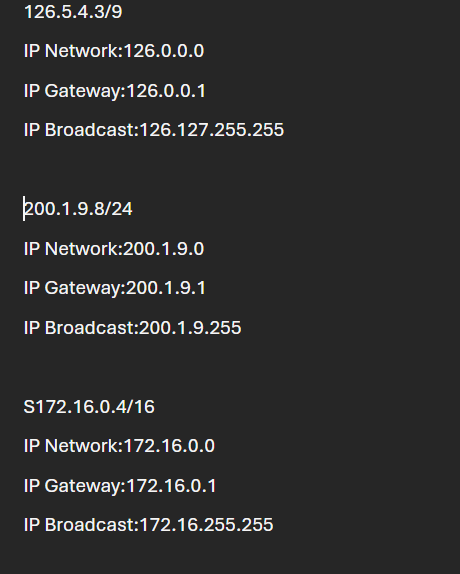 126.5.4.3/9
IP Network:126.0.0.0
IP Gateway:126.0.0.1
IP Broadcast:126.127.255.255
200.1.9.8/24
IP Network:200.1.9.0
IP Gateway:200.1.9.1
IP Broadcast:200.1.9.255
S172.16.0.4/16
IP Network:172.16.0.0
IP Gateway:172.16.0.1
IP Broadcast:172.16.255.255